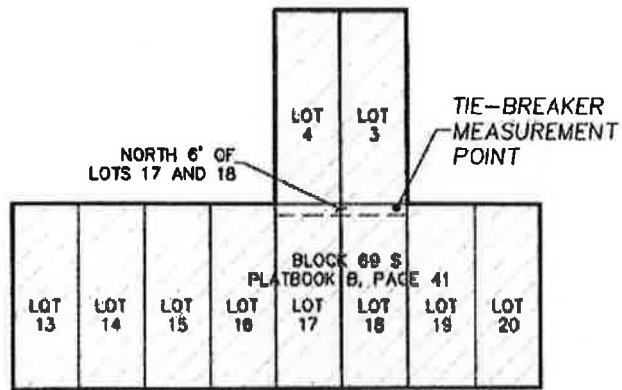 LOT
4
LOT
3
TIE-BREAKER
MEASUREMENT
POINT
NORTH 6' OF
LOTS 17 AND 18
BLOCK 69 S
PLATBOOK B, PAGE 41
LOT
13
LOT
14
LOT
15
LOT
16
LOT
17
LOT
18
LOT
19
LOT
20